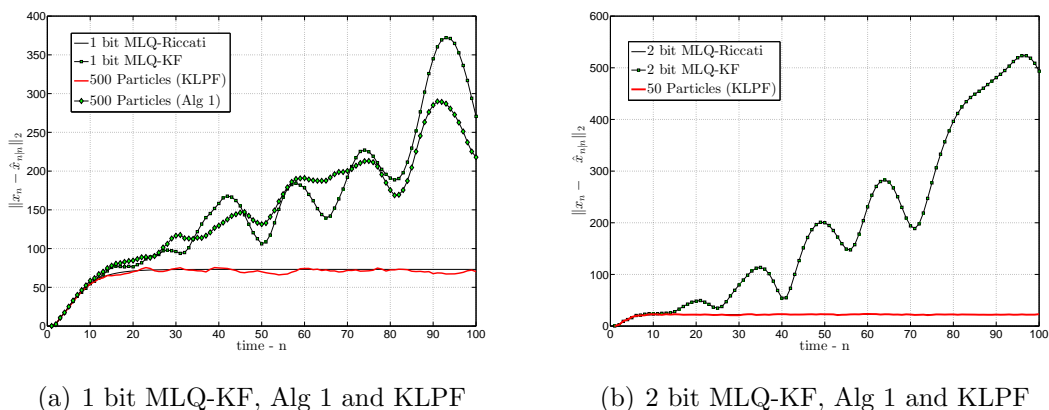 400
350
300
250
200
150
100
50
0
‖x_n − x̂_{n|n}‖_2
1 bit MLQ-Riccati
1 bit MLQ-KF
500 Particles (KLPF)
500 Particles (Alg 1)
0 10 20 30 40 50 60 70 80 90 100
time - n
(a) 1 bit MLQ-KF, Alg 1 and KLPF
600
500
400
300
200
100
0
‖x_n − x̂_{n|n}‖_2
2 bit MLQ-Riccati
2 bit MLQ-KF
50 Particles (KLPF)
0 10 20 30 40 50 60 70 80 90 100
time - n
(b) 2 bit MLQ-KF, Alg 1 and KLPF